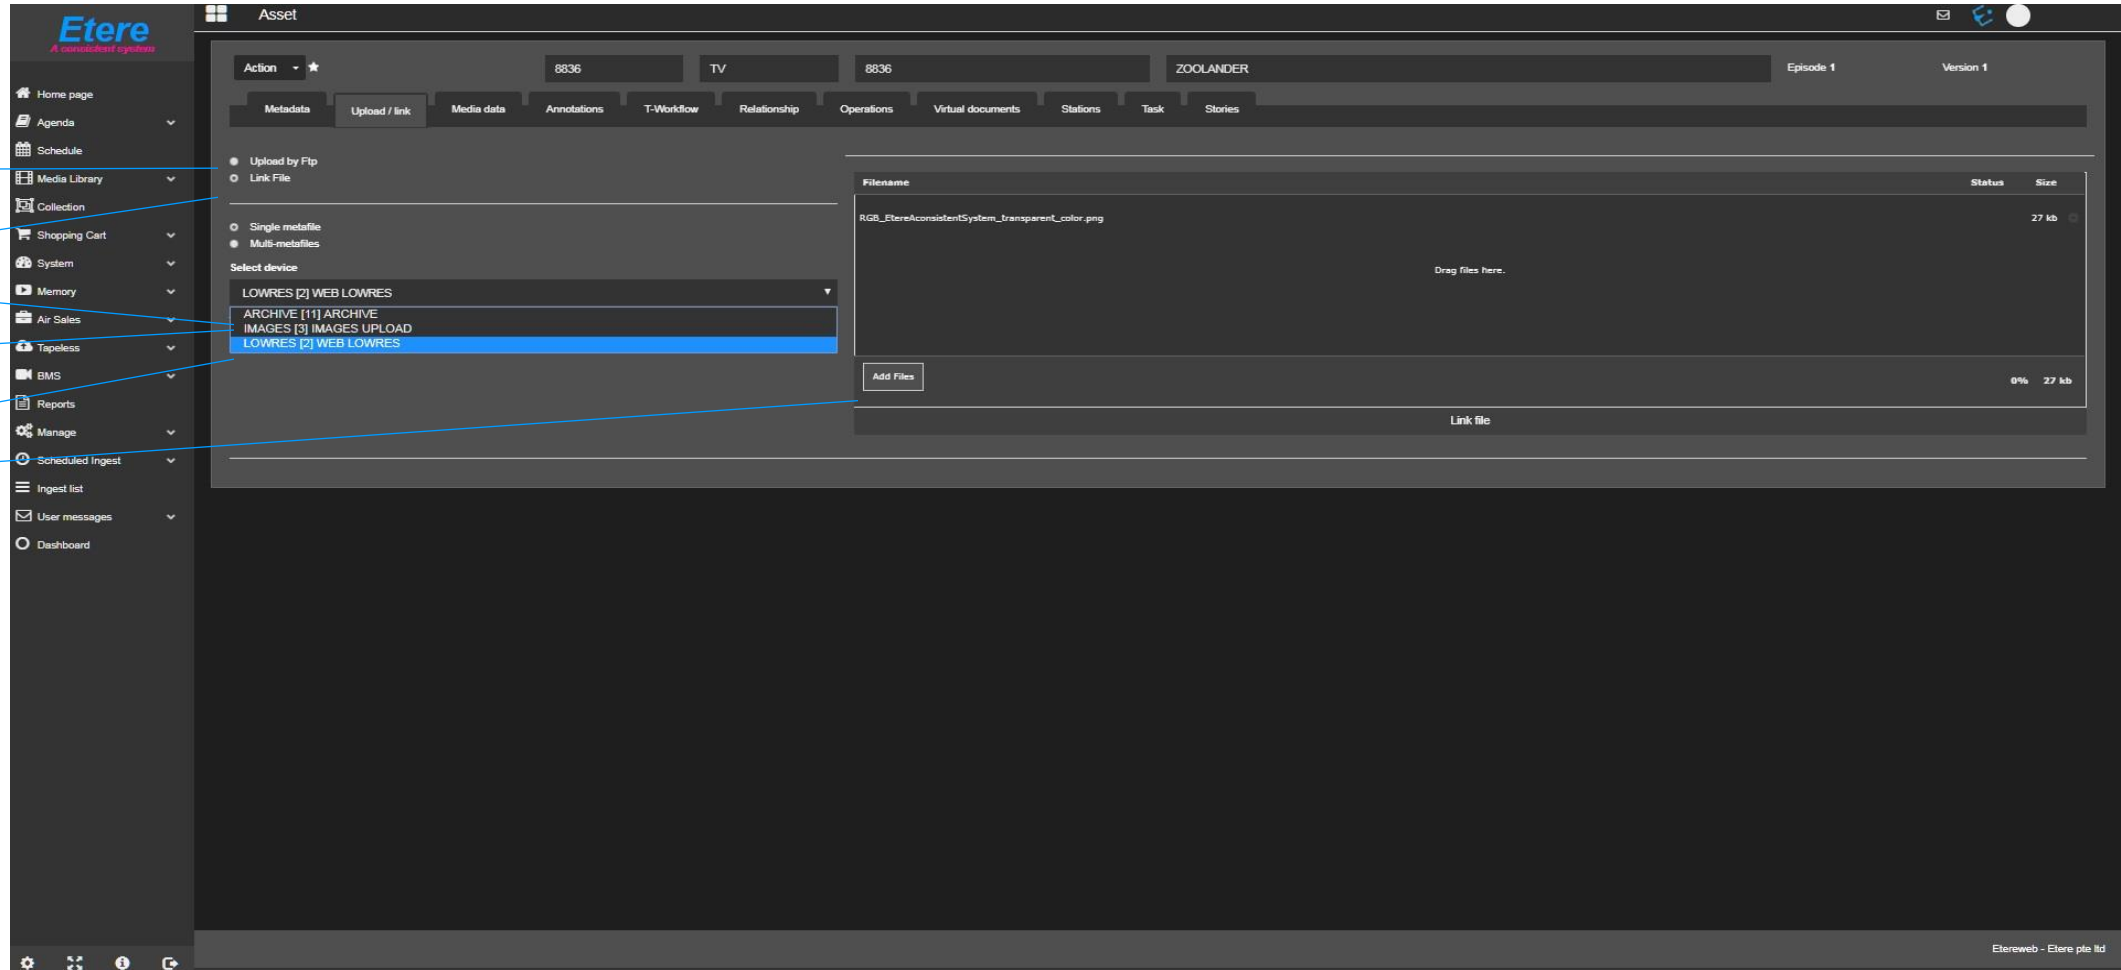 Etere
A consistent system
Asset
Action
8836
TV
8836
ZOOLANDER
Episode 1
Version 1
Metadata
Upload / link
Media data
Annotations
T-Workflow
Relationship
Operations
Virtual documents
Stations
Task
Stories
Home page
Agenda
Schedule
Media Library
Collection
Shopping Cart
System
Memory
Air Sales
Tapeless
BMS
Reports
Manage
Scheduled Ingest
Ingest list
User messages
Dashboard
Upload by Ftp
Link File
Single metafile
Multi-metafiles
Select device
LOWRES [2] WEB LOWRES
ARCHIVE [11] ARCHIVE
IMAGES [3] IMAGES UPLOAD
LOWRES [2] WEB LOWRES
Filename Status Size
RGB_EtereAconsistentSystem_transparent_color.png 27 kb
Drag files here.
Add Files
0% 27 kb
Link file
Etereweb - Etere pte ltd